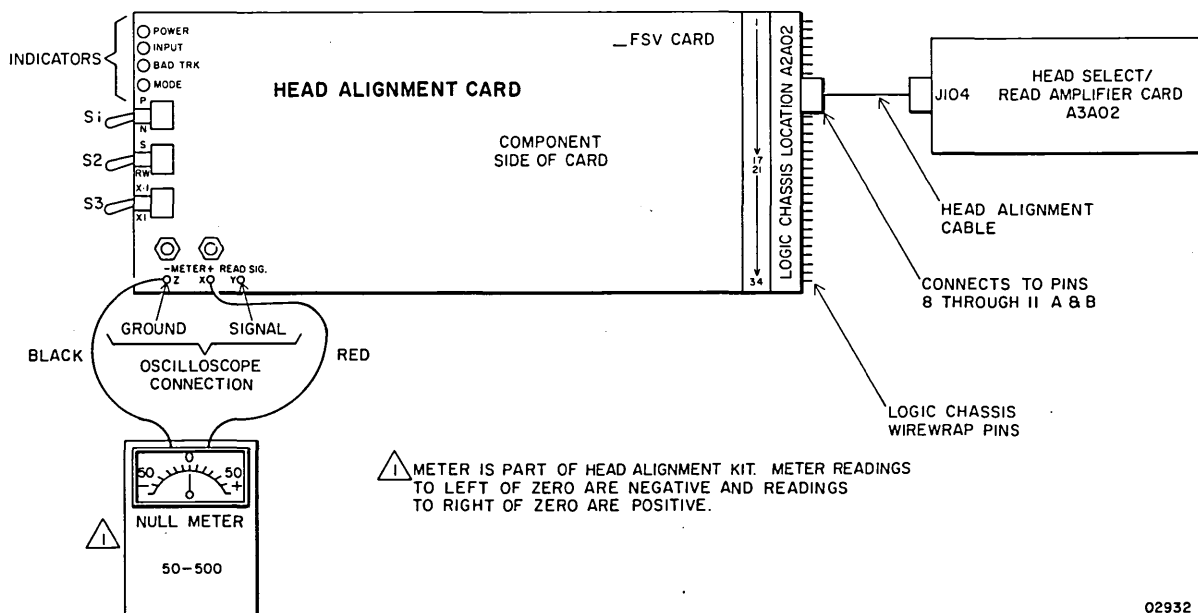 INDICATORS
POWER
INPUT
BAD TRK
MODE
S1
P
N
S2
S
RW
S3
X.1
X1
HEAD ALIGNMENT CARD
_FSV CARD
COMPONENT
SIDE OF CARD
1
17
21
34
LOGIC CHASSIS LOCATION A2A02
J104
HEAD SELECT/
READ AMPLIFIER CARD
A3A02
HEAD ALIGNMENT
CABLE
CONNECTS TO PINS
8 THROUGH 11 A & B
LOGIC CHASSIS
WIREWRAP PINS
-METER+ READ SIG.
Z X Y
GROUND SIGNAL
OSCILLOSCOPE
CONNECTION
BLACK
RED
50 0 50
- +
NULL METER
50-500
1
1 METER IS PART OF HEAD ALIGNMENT KIT. METER READINGS
TO LEFT OF ZERO ARE NEGATIVE AND READINGS
TO RIGHT OF ZERO ARE POSITIVE.
02932